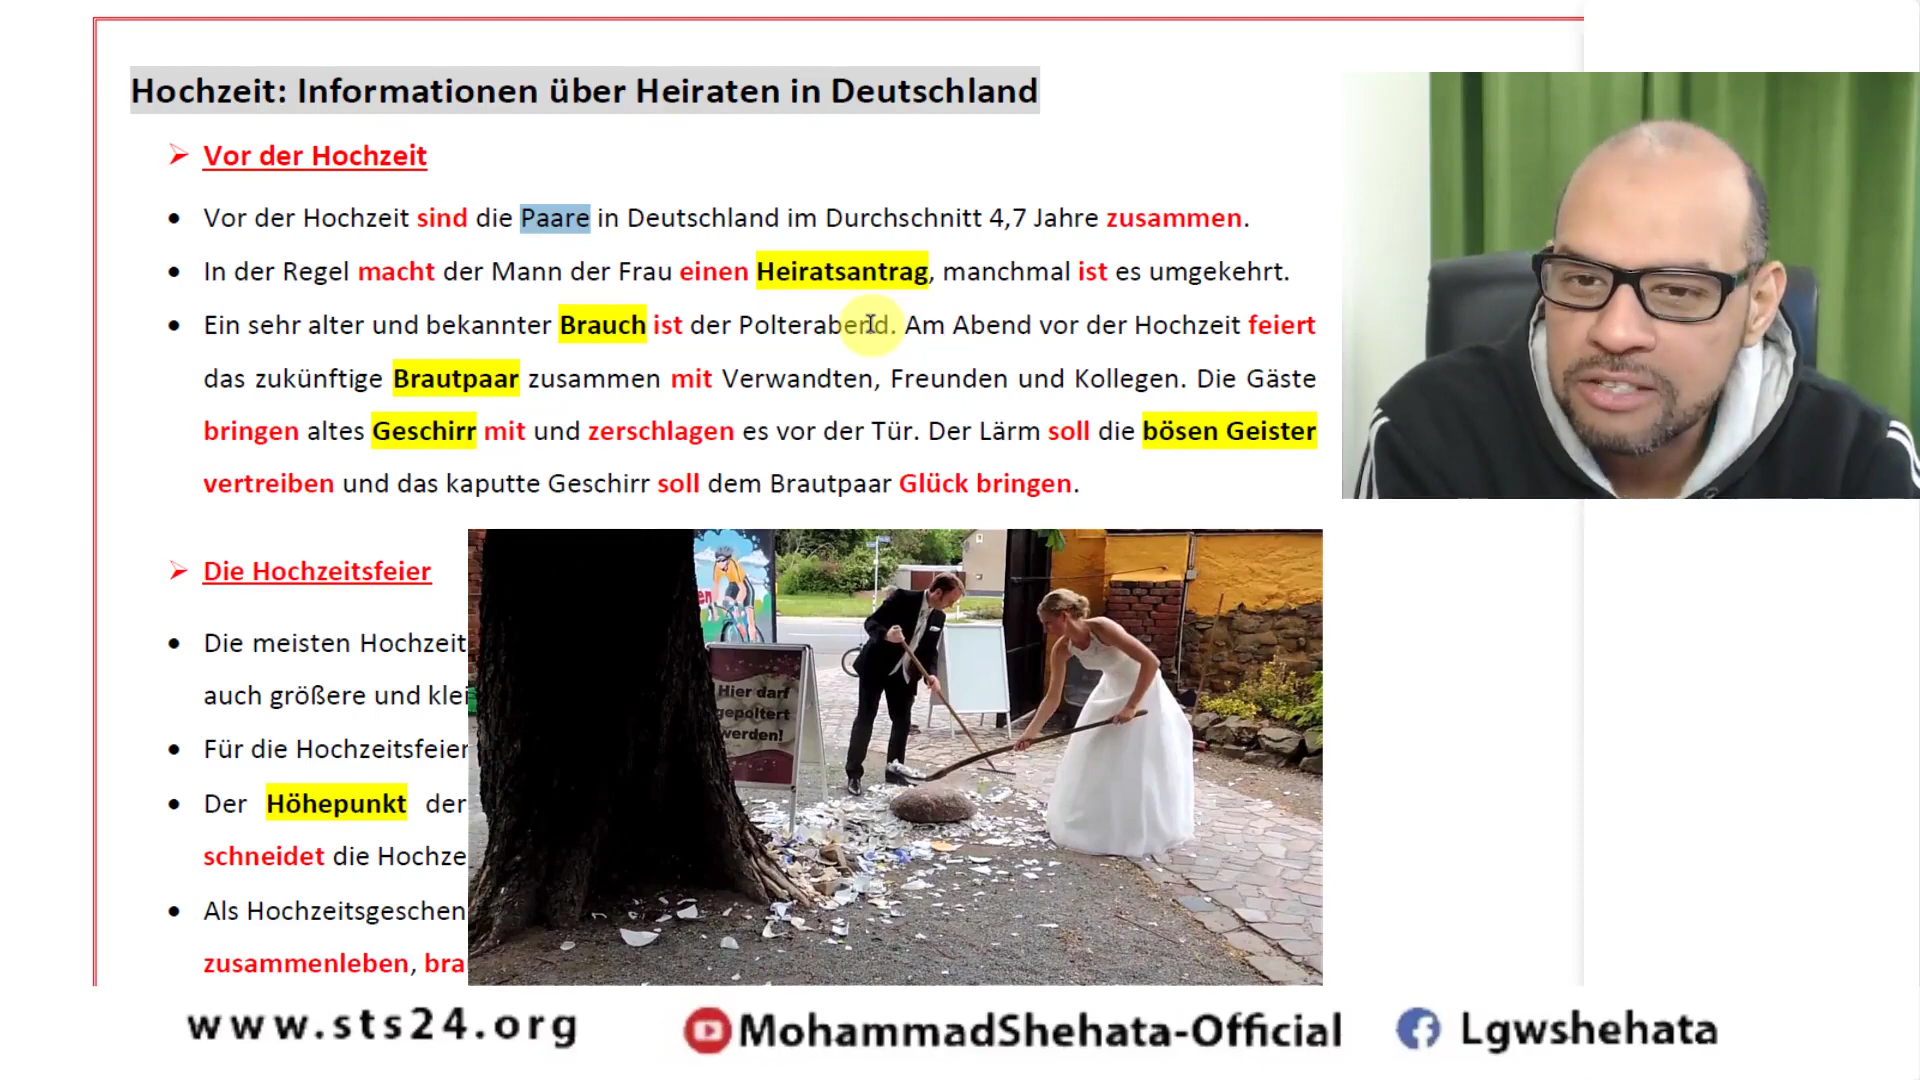 Hochzeit: Informationen über Heiraten in Deutschland
Vor der Hochzeit
Vor der Hochzeit sind die Paare in Deutschland im Durchschnitt 4,7 Jahre zusammen.
In der Regel macht der Mann der Frau einen Heiratsantrag, manchmal ist es umgekehrt.
Ein sehr alter und bekannter Brauch ist der Polterabend. Am Abend vor der Hochzeit feiert
das zukünftige Brautpaar zusammen mit Verwandten, Freunden und Kollegen. Die Gäste
bringen altes Geschirr mit und zerschlagen es vor der Tür. Der Lärm soll die bösen Geister
vertreiben und das kaputte Geschirr soll dem Brautpaar Glück bringen.
Die Hochzeitsfeier
Die meisten Hochzeit
auch größere und klei
Für die Hochzeitsfeier
Der Höhepunkt der
schneidet die Hochze
Als Hochzeitsgeschen
zusammenleben, bra
en
Hier darf
gepoltert
werden!
www.sts24.org
MohammadShehata-Official
Lgwshehata